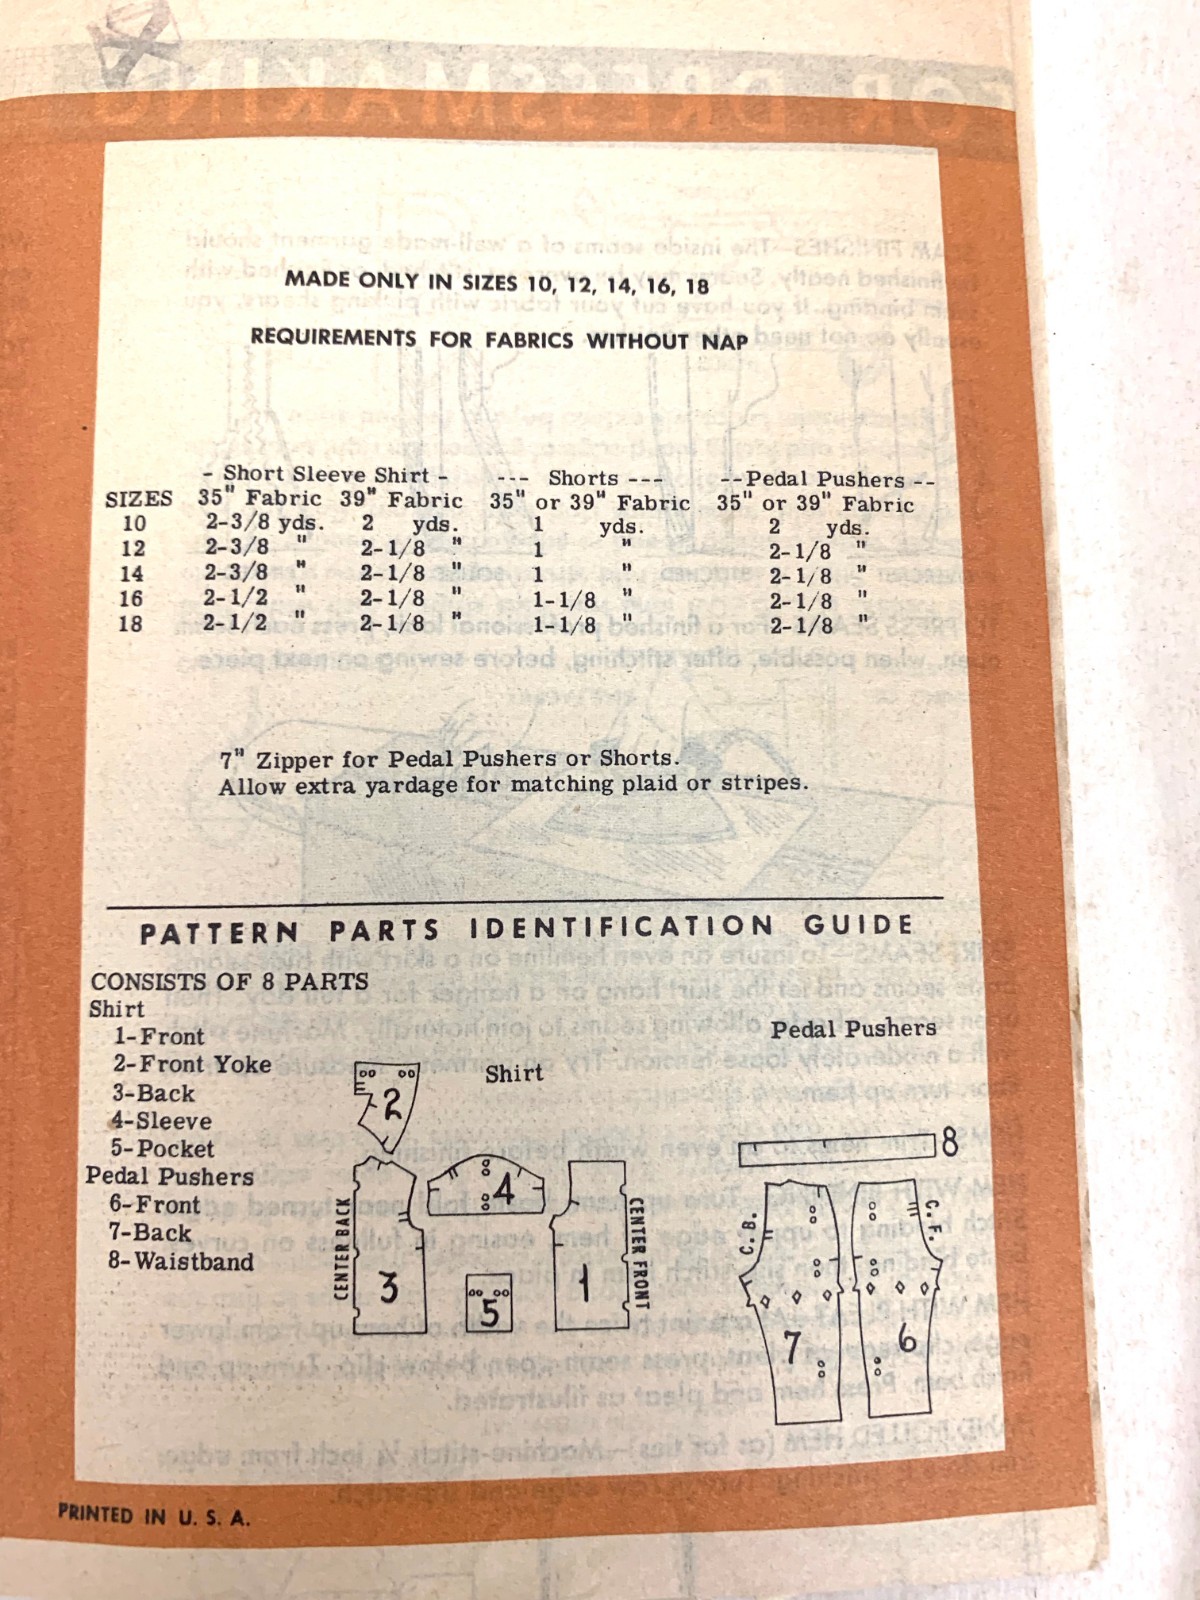 FOR DRESSMAKING
MADE ONLY IN SIZES 10, 12, 14, 16, 18
REQUIREMENTS FOR FABRICS WITHOUT NAP
- Short Sleeve Shirt - --- Shorts --- --Pedal Pushers --
SIZES 35" Fabric 39" Fabric 35" or 39" Fabric 35" or 39" Fabric
10 2-3/8 yds. 2 yds. 1 yds. 2 yds.
12 2-3/8 " 2-1/8 " 1 " 2-1/8 "
14 2-3/8 " 2-1/8 " 1 " 2-1/8 "
16 2-1/2 " 2-1/8 " 1-1/8 " 2-1/8 "
18 2-1/2 " 2-1/8 " 1-1/8 " 2-1/8 "
7" Zipper for Pedal Pushers or Shorts.
Allow extra yardage for matching plaid or stripes.
PATTERN PARTS IDENTIFICATION GUIDE
CONSISTS OF 8 PARTS
Shirt
1-Front
2-Front Yoke
3-Back
4-Sleeve
5-Pocket
Pedal Pushers
6-Front
7-Back
8-Waistband
Shirt
2
CENTER BACK
3
4
5
1
CENTER FRONT
Pedal Pushers
8
C. B.
7
C. F.
6
PRINTED IN U. S. A.